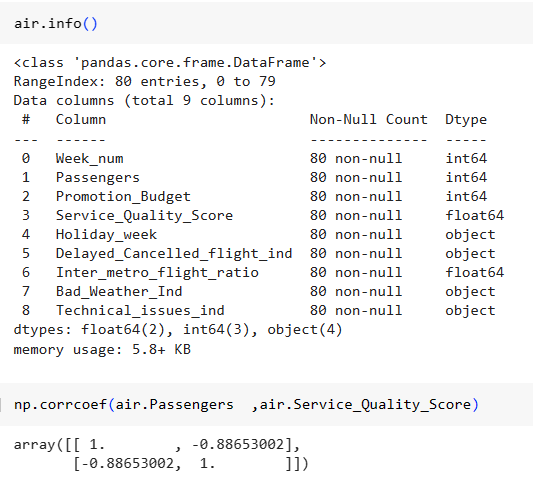 air.info()
<class 'pandas.core.frame.DataFrame'>
RangeIndex: 80 entries, 0 to 79
Data columns (total 9 columns):
 #   Column                        Non-Null Count  Dtype
---  ------                        --------------  -----
 0   Week_num                      80 non-null     int64
 1   Passengers                    80 non-null     int64
 2   Promotion_Budget              80 non-null     int64
 3   Service_Quality_Score         80 non-null     float64
 4   Holiday_week                  80 non-null     object
 5   Delayed_Cancelled_flight_ind  80 non-null     object
 6   Inter_metro_flight_ratio      80 non-null     float64
 7   Bad_Weather_Ind               80 non-null     object
 8   Technical_issues_ind          80 non-null     object
dtypes: float64(2), int64(3), object(4)
memory usage: 5.8+ KB
np.corrcoef(air.Passengers  ,air.Service_Quality_Score)
array([[ 1.        , -0.88653002],
       [-0.88653002,  1.        ]])